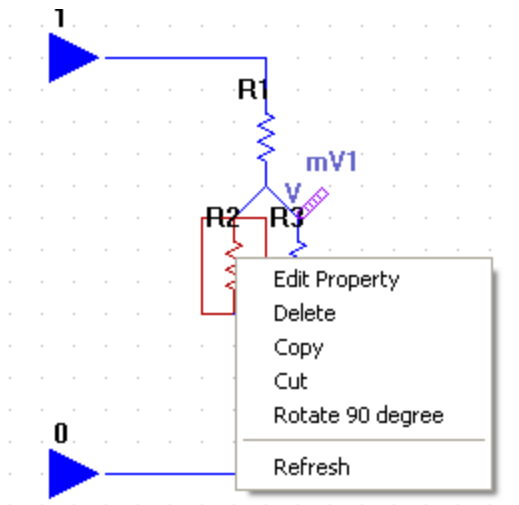 1
R1
mV1
V
R2 R3
Edit Property
Delete
Copy
Cut
Rotate 90 degree
Refresh
0